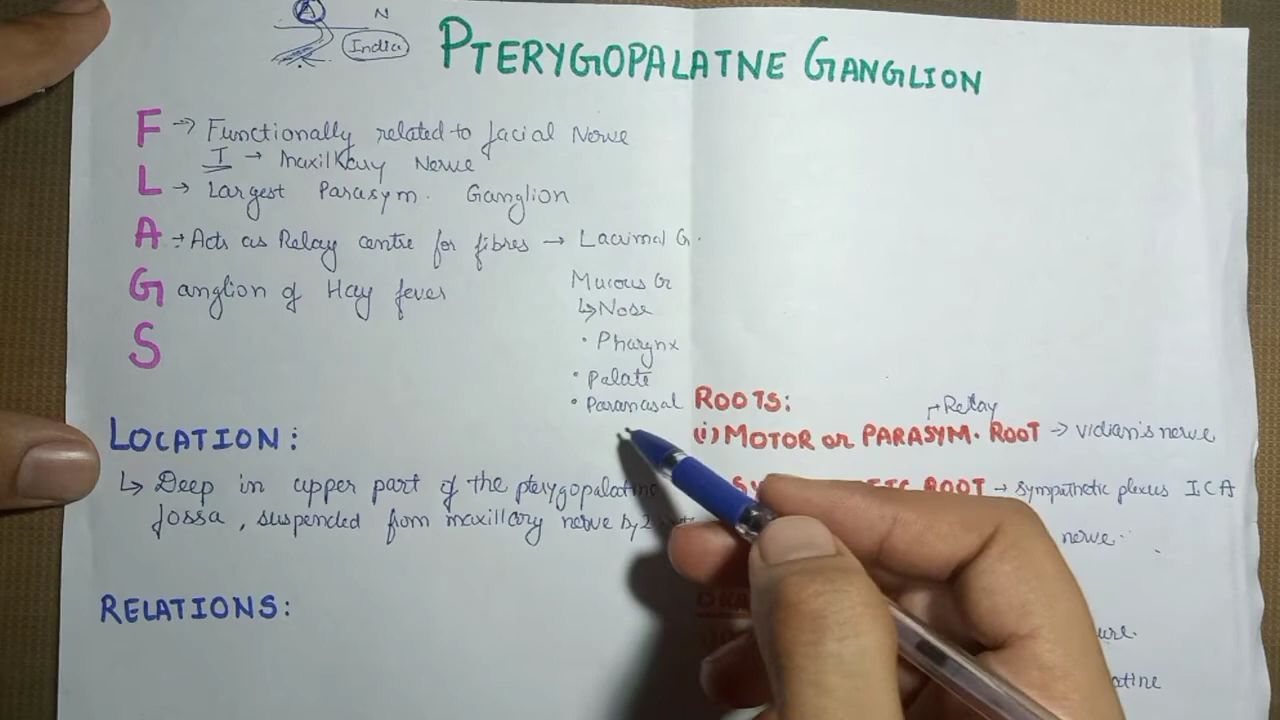 A
N
India
PTERYGOPALATNE GANGLION
F → Functionally related to facial Nerve
I → Maxillary Nerve
L → Largest Parasym. Ganglion
A → Acts as Relay centre for fibres → Lacrimal G.
Mucous G
↳ Nose
• Pharynx
• Palate
• Paranasal
G anglion of Hay fever
S
LOCATION:
↳ Deep in upper part of the pterygopalatine
fossa, suspended from maxillary nerve by 2
RELATIONS:
ROOTS:
Relay
(i) MOTOR or PARASYM. ROOT → vidian's nerve
ROOT → sympathetic plexus ICA
nerve.